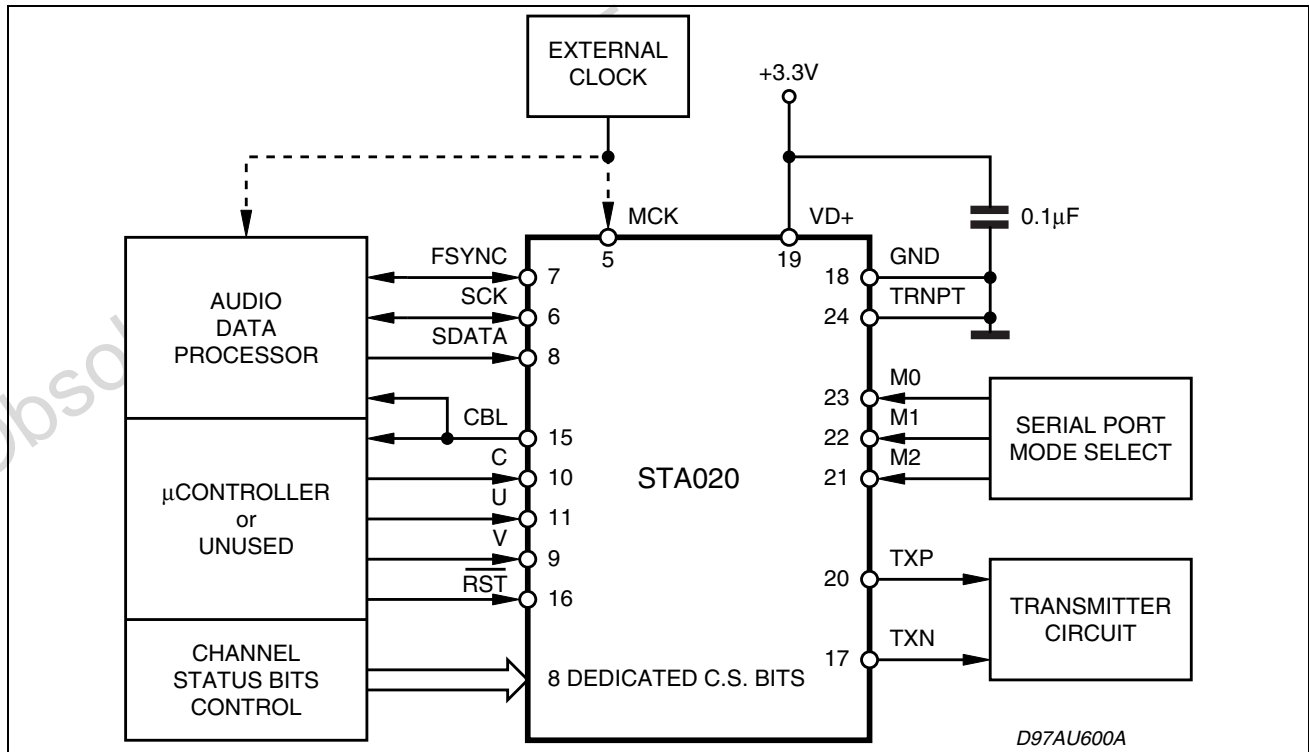 EXTERNAL
CLOCK
+3.3V
MCK
VD+
0.1μF
5
19
AUDIO
DATA
PROCESSOR
FSYNC
7
SCK
6
SDATA
8
18
GND
24
TRNPT
23
M0
22
M1
21
M2
SERIAL PORT
MODE SELECT
CBL
15
μCONTROLLER
or
UNUSED
C
10
U
11
V
9
RST
16
STA020
20
TXP
17
TXN
TRANSMITTER
CIRCUIT
CHANNEL
STATUS BITS
CONTROL
8 DEDICATED C.S. BITS
D97AU600A